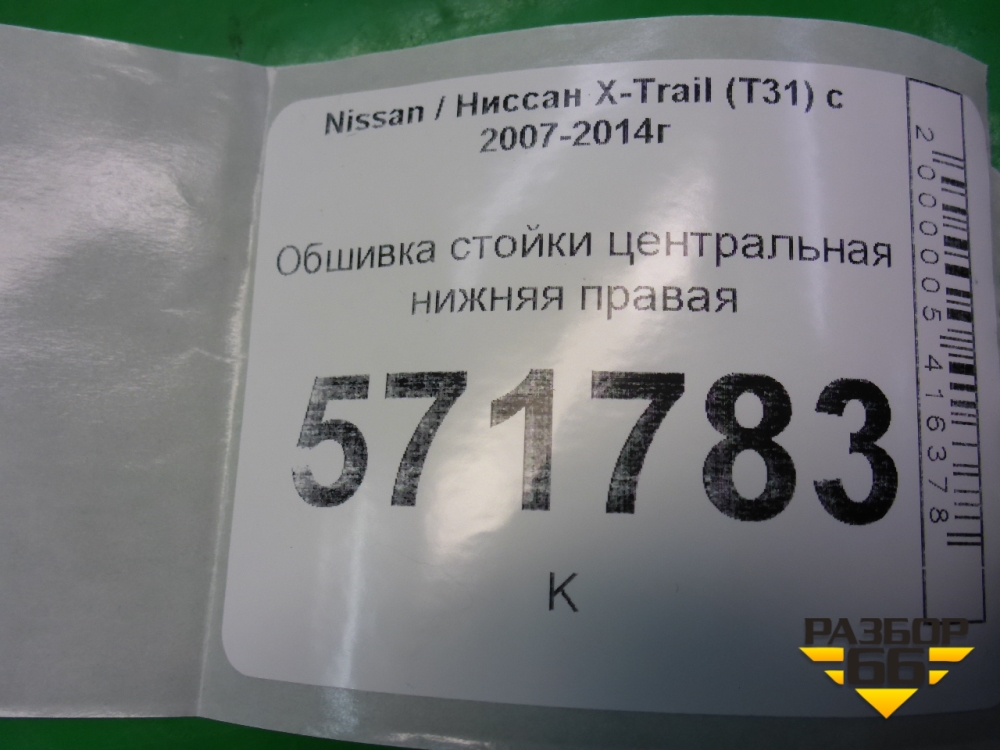 Nissan / Ниссан X-Trail (T31) с
2007-2014г
Обшивка стойки центральная
нижняя правая
571783
К
2000005416378
РАЗБОР
66